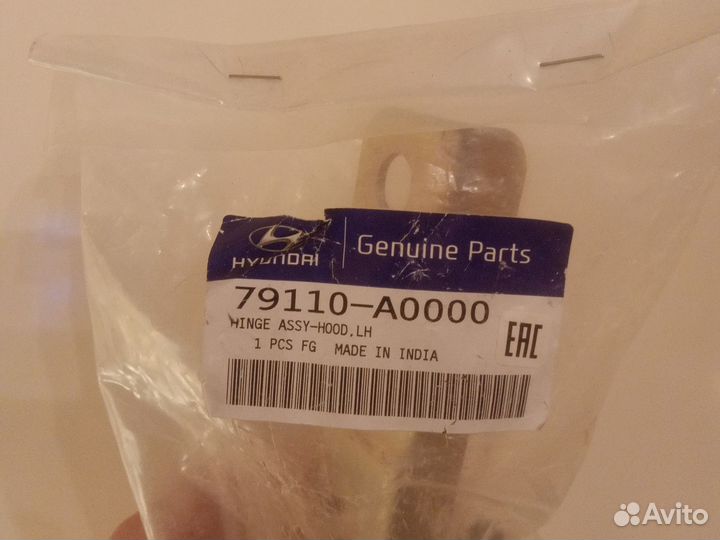 HYUNDAI
Genuine Parts
79110-A0000
HINGE ASSY-HOOD,LH
1 PCS FG MADE IN INDIA
EAC
Avito